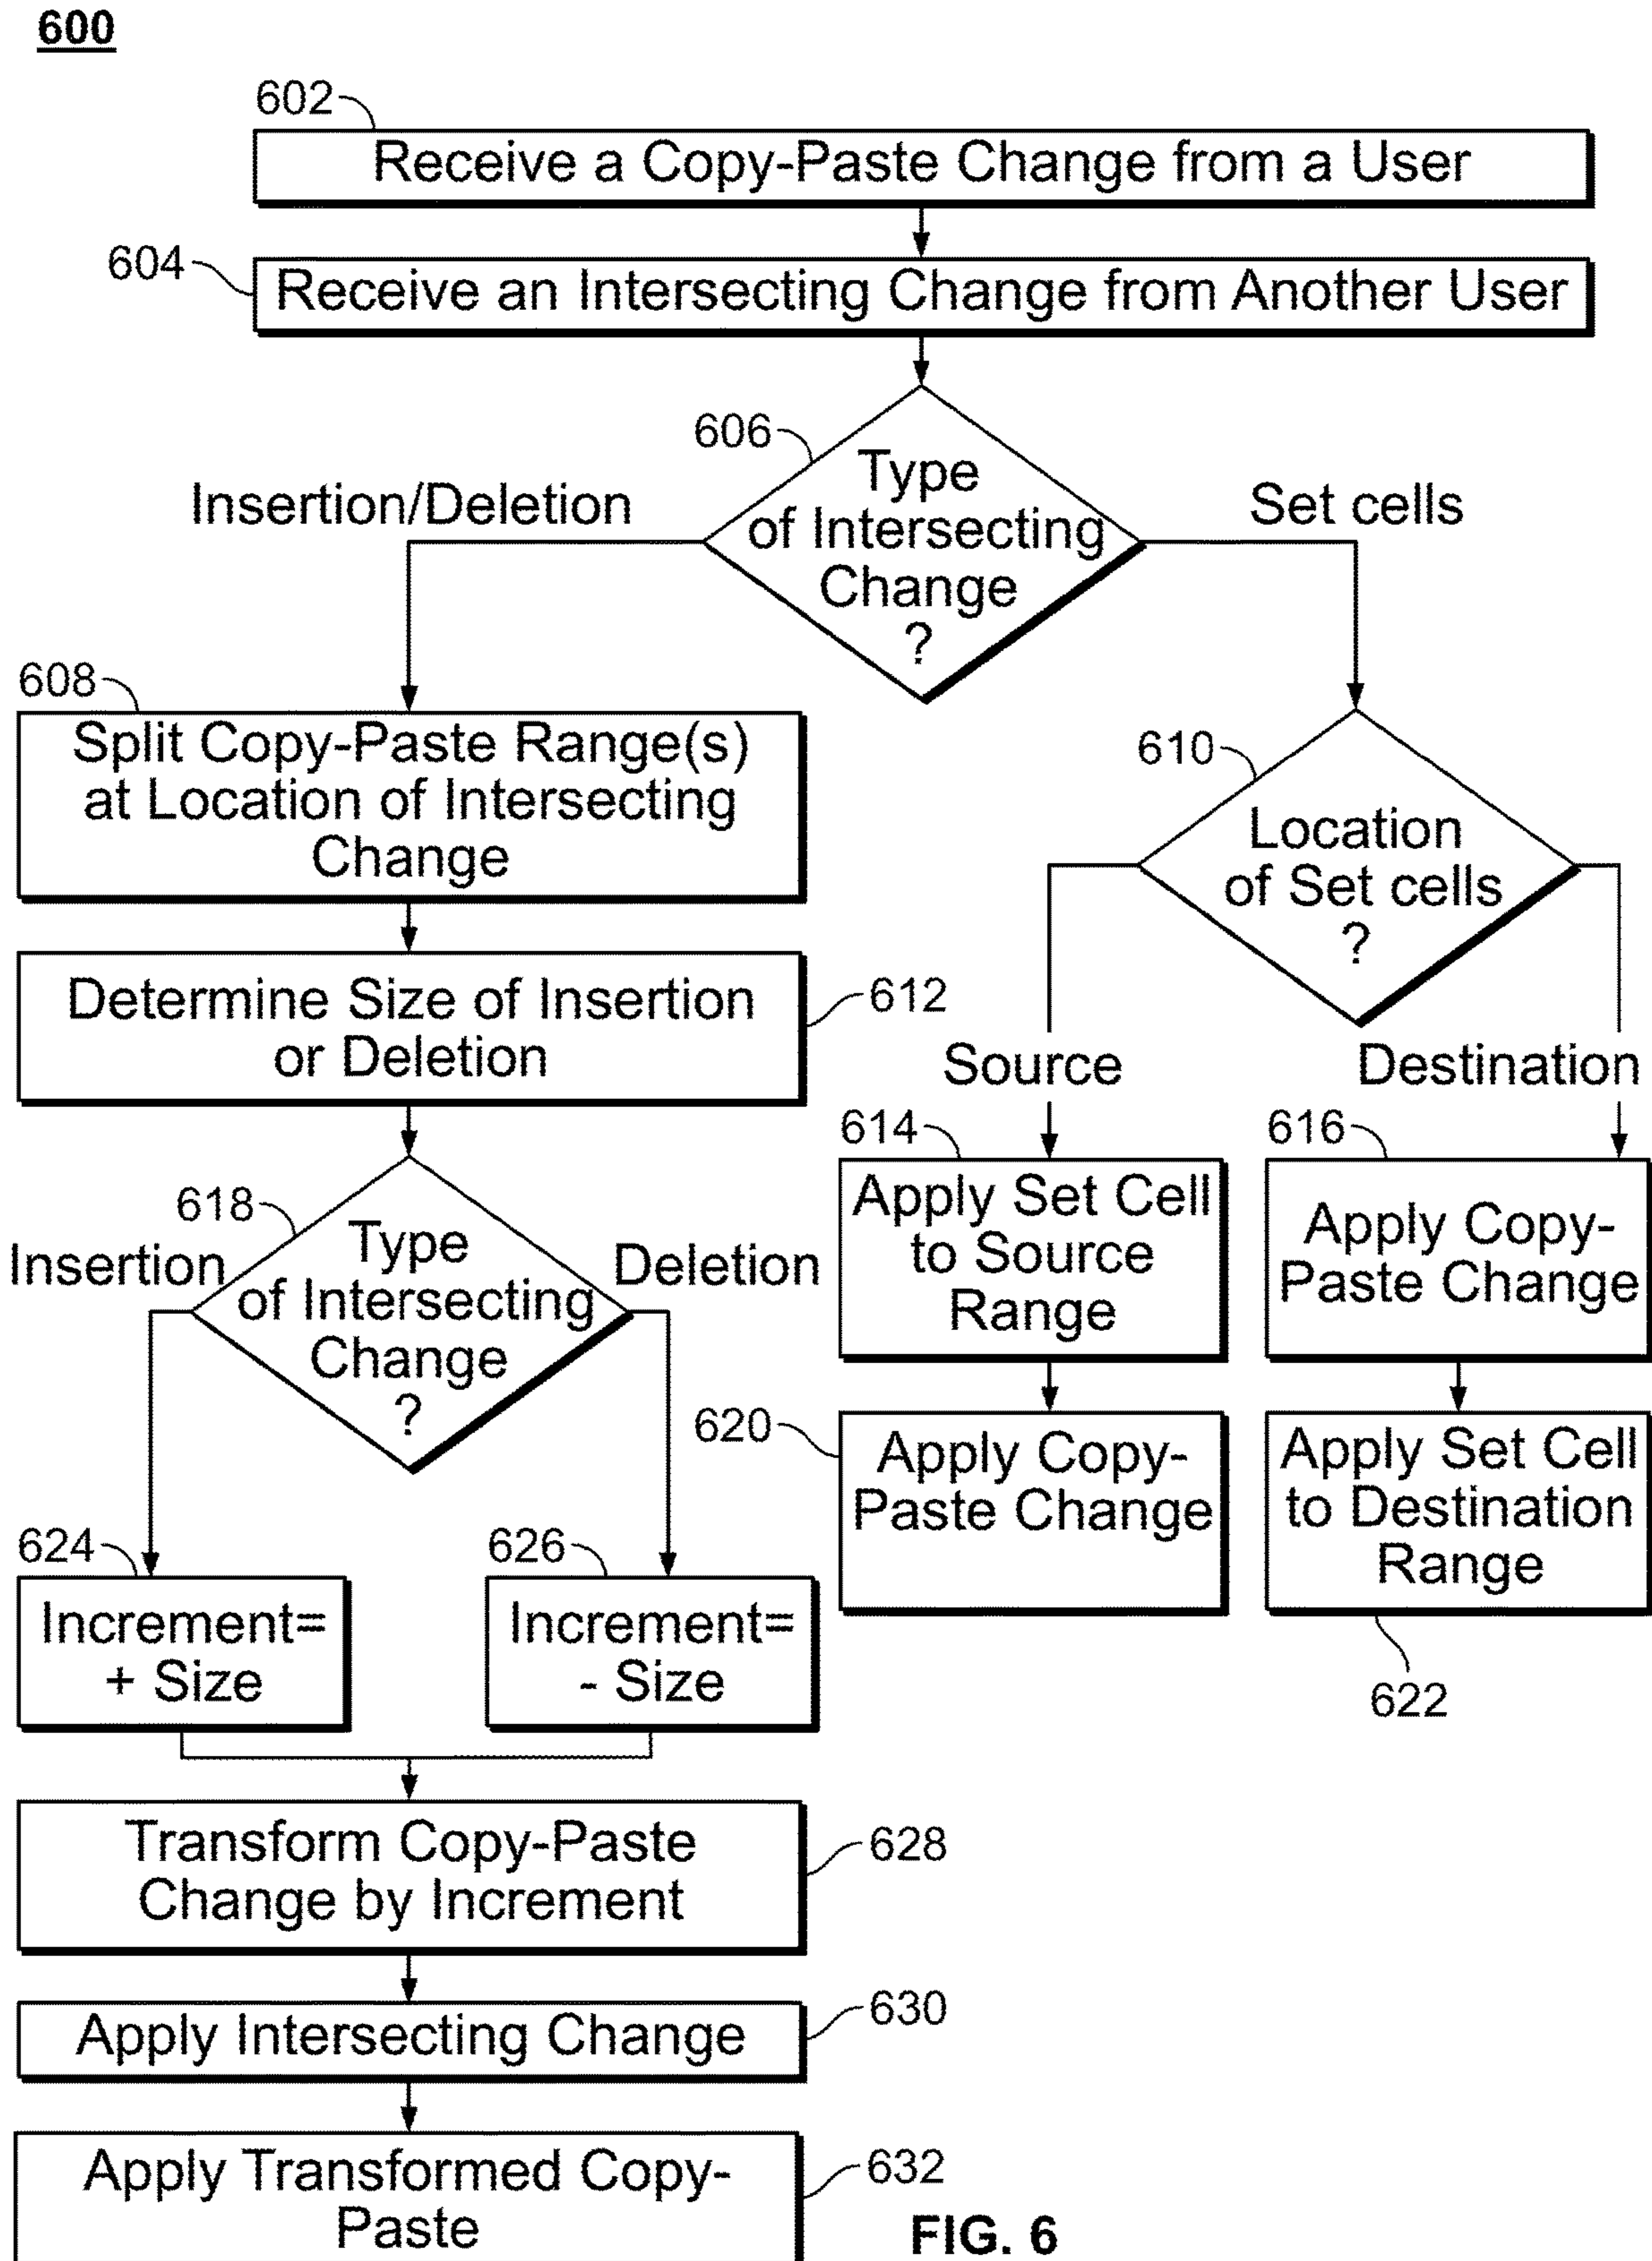 600
602
Receive a Copy-Paste Change from a User
604
Receive an Intersecting Change from Another User
606
Type
of Intersecting
Change
?
Insertion/Deletion
Set cells
608
Split Copy-Paste Range(s)
at Location of Intersecting
Change
610
Location
of Set cells
?
Determine Size of Insertion
or Deletion
612
Source
Destination
614
Apply Set Cell
to Source
Range
616
Apply Copy-
Paste Change
618
Type
of Intersecting
Change
?
Insertion
Deletion
620
Apply Copy-
Paste Change
Apply Set Cell
to Destination
Range
622
624
Increment=
+ Size
626
Increment=
- Size
Transform Copy-Paste
Change by Increment
628
Apply Intersecting Change
630
Apply Transformed Copy-
Paste
632
FIG. 6